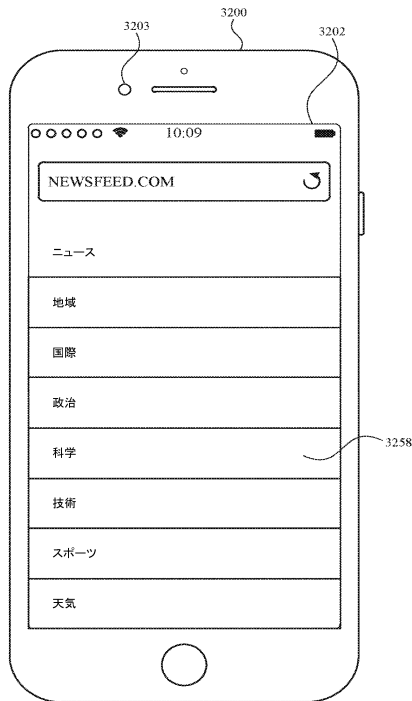 3203
3200
3202
10:09
NEWSFEED.COM
ニュース
地域
国際
政治
科学
3258
技術
スポーツ
天気